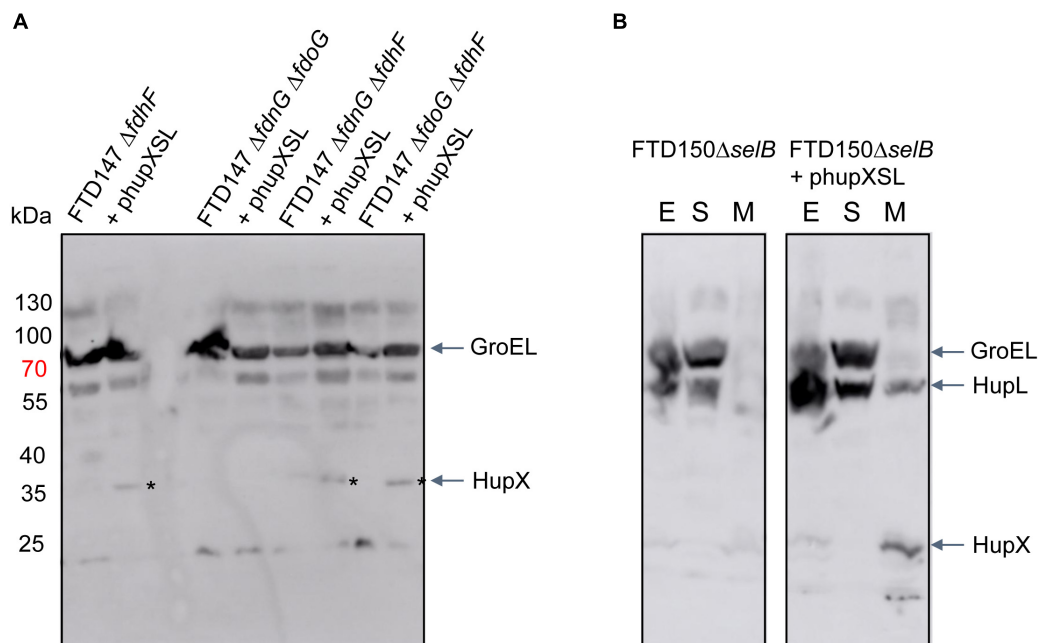 A
B
FTD147 ΔfdhF
+ phupXSL
FTD147 ΔfdnG ΔfdoG
+ phupXSL
FTD147 ΔfdnG ΔfdhF
+ phupXSL
FTD147 ΔfdoG ΔfdhF
+ phupXSL
kDa
130
100
70
55
40
35
25
GroEL
* * *
HupX
FTD150ΔselB
FTD150ΔselB
+ phupXSL
E S M
E S M
GroEL
HupL
HupX